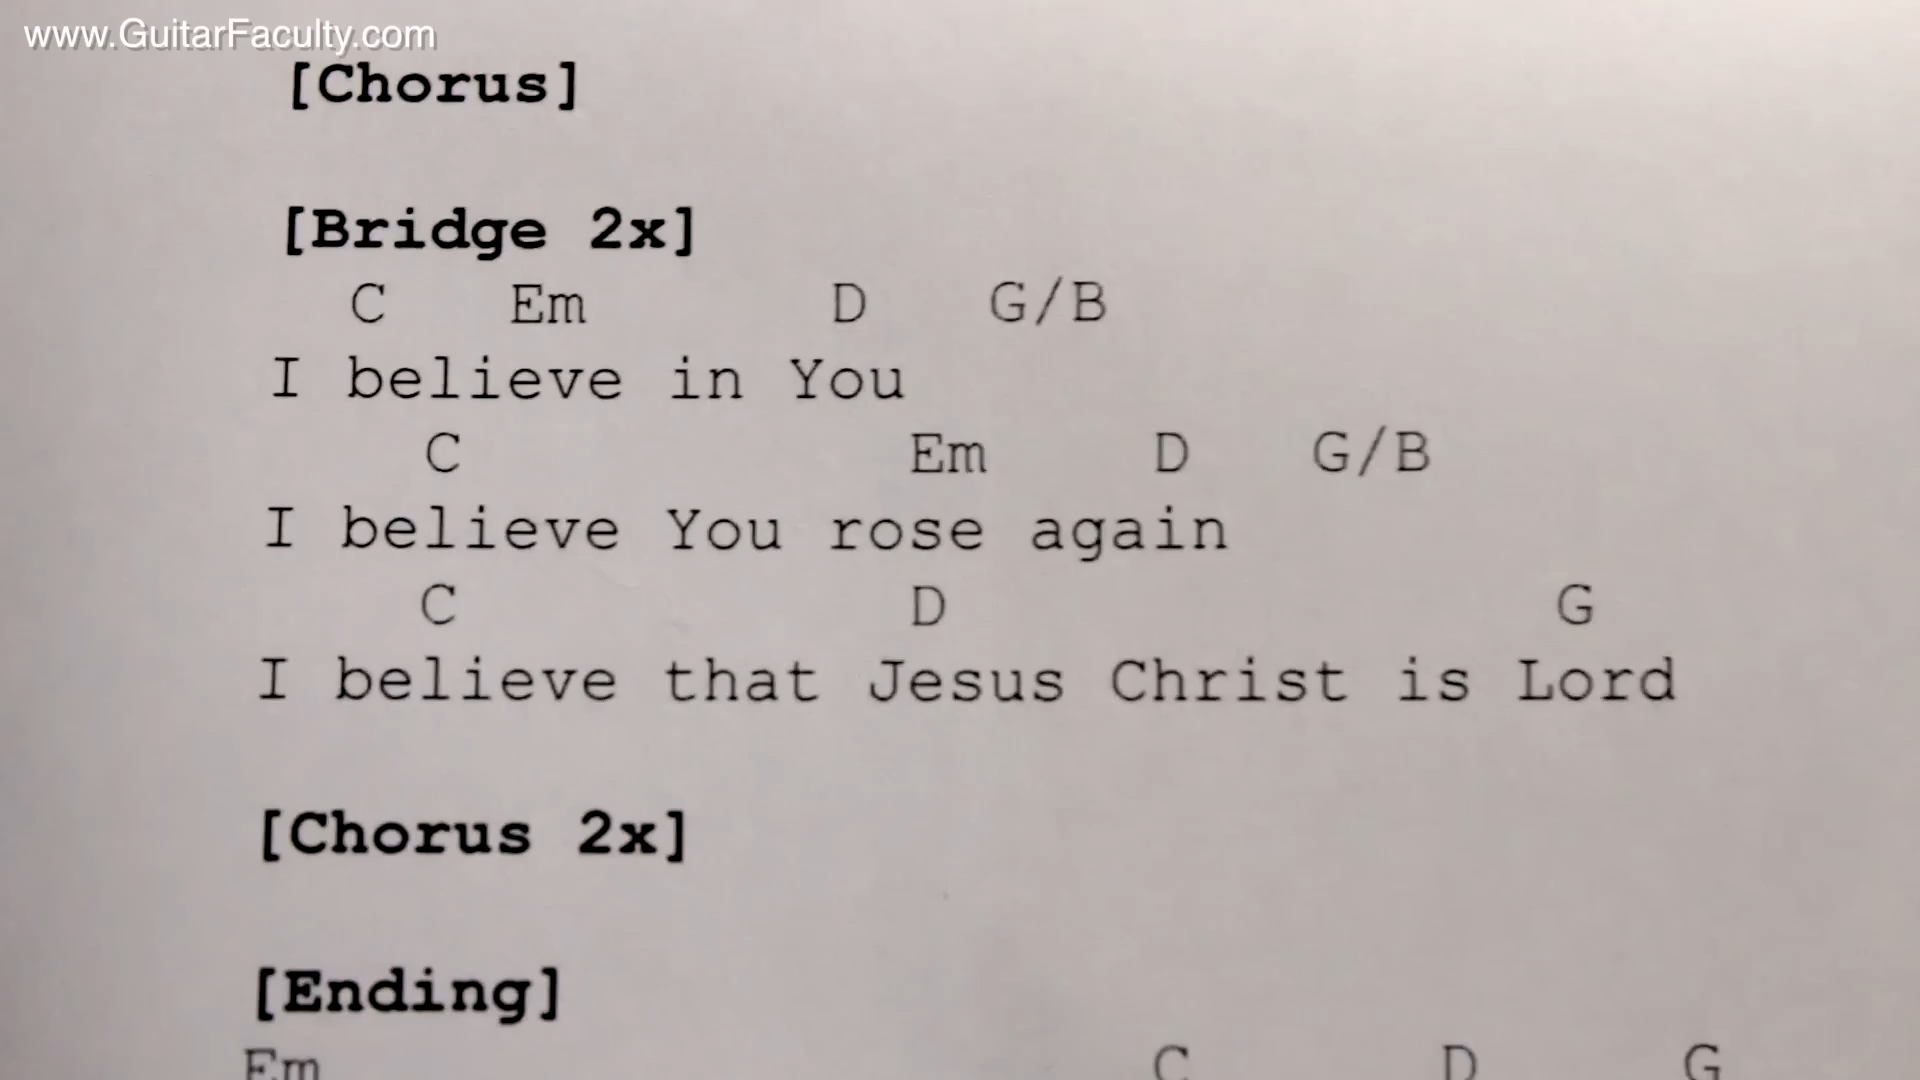 www.GuitarFaculty.com
[Chorus]
[Bridge 2x]
C Em D G/B
I believe in You
C Em D G/B
I believe You rose again
C D G
I believe that Jesus Christ is Lord
[Chorus 2x]
[Ending]
Em C D G